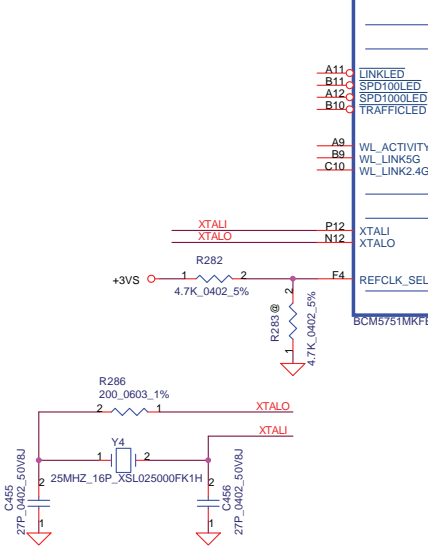 A11 LINKLED
B11 SPD100LED
A12 SPD1000LED
B10 TRAFFICLED
A9 WL_ACTIVITY
B9 WL_LINK5G
C10 WL_LINK2.4G
XTALI P12 XTALI
XTALO N12 XTALO
R282
+3VS 1 2 F4 REFCLK_SEL
4.7K_0402_5%
2
R283@
4.7K_0402_5%
1
BCM5751MKFB
R286
200_0603_1%
2 1 XTALO
XTALI
Y4
1 2
25MHZ_16P_XSL025000FK1H
2
C455
27P_0402_50V8J
1
2
C456
27P_0402_50V8J
1